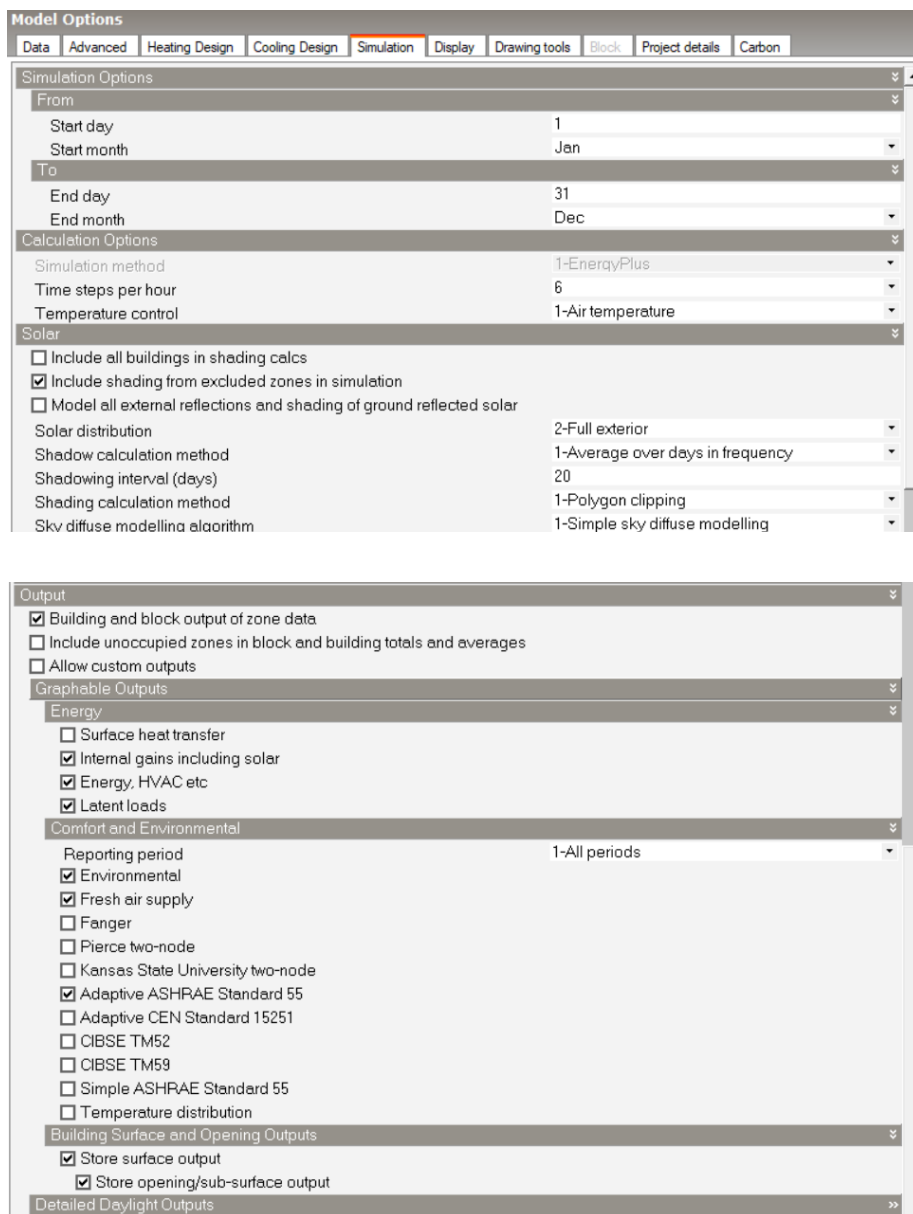 Model Options
Data Advanced Heating Design Cooling Design Simulation Display Drawing tools Block Project details Carbon
Simulation Options
From
Start day 1
Start month Jan
To
End day 31
End month Dec
Calculation Options
Simulation method 1-EnergyPlus
Time steps per hour 6
Temperature control 1-Air temperature
Solar
Include all buildings in shading calcs
Include shading from excluded zones in simulation
Model all external reflections and shading of ground reflected solar
Solar distribution 2-Full exterior
Shadow calculation method 1-Average over days in frequency
Shadowing interval (days) 20
Shading calculation method 1-Polygon clipping
Sky diffuse modelling algorithm 1-Simple sky diffuse modelling
Output
Building and block output of zone data
Include unoccupied zones in block and building totals and averages
Allow custom outputs
Graphable Outputs
Energy
Surface heat transfer
Internal gains including solar
Energy, HVAC etc
Latent loads
Comfort and Environmental
Reporting period 1-All periods
Environmental
Fresh air supply
Fanger
Pierce two-node
Kansas State University two-node
Adaptive ASHRAE Standard 55
Adaptive CEN Standard 15251
CIBSE TM52
CIBSE TM59
Simple ASHRAE Standard 55
Temperature distribution
Building Surface and Opening Outputs
Store surface output
Store opening/sub-surface output
Detailed Daylight Outputs